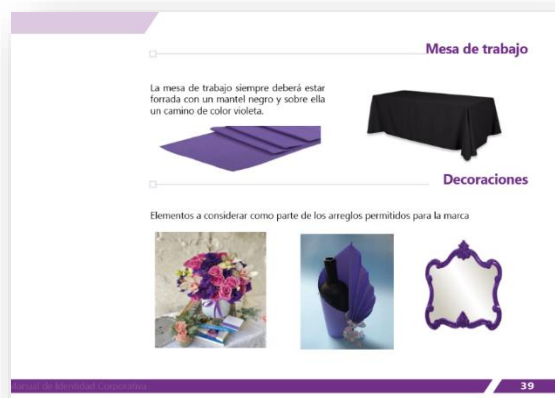 Mesa de trabajo
La mesa de trabajo siempre deberá estar
forrada con un mantel negro y sobre ella
un camino de color violeta.
Decoraciones
Elementos a considerar como parte de los arreglos permitidos para la marca
Manual de Identidad Corporativa
39